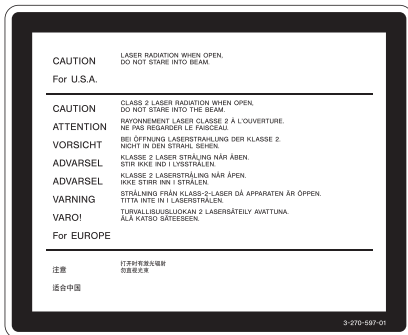 CAUTION
LASER RADIATION WHEN OPEN,
DO NOT STARE INTO BEAM.
For U.S.A.
CAUTION
CLASS 2 LASER RADIATION WHEN OPEN,
DO NOT STARE INTO THE BEAM.
ATTENTION
RAYONNEMENT LASER CLASSE 2 À L'OUVERTURE.
NE PAS REGARDER LE FAISCEAU.
VORSICHT
BEI ÖFFNUNG LASERSTRAHLUNG DER KLASSE 2.
NICHT IN DEN STRAHL SEHEN.
ADVARSEL
KLASSE 2 LASER STRÅLING NÅR ÅBEN.
STIR IKKE IND I LYSSTRÅLEN.
ADVARSEL
KLASSE 2 LASERSTRÅLING NÅR ÅPEN.
IKKE STIRR INN I STRÅLEN.
VARNING
STRÅLNING FRÅN KLASS-2-LASER DÅ APPARATEN ÄR ÖPPEN.
TITTA INTE IN I LASERSTRÅLEN.
VARO!
TURVALLISUUSLUOKAN 2 LASERSÄTEILY AVATTUNA.
ÄLÄ KATSO SÄTEESEEN.
For EUROPE
注意
打开时有激光辐射
勿直视光束
适合中国
3-270-597-01